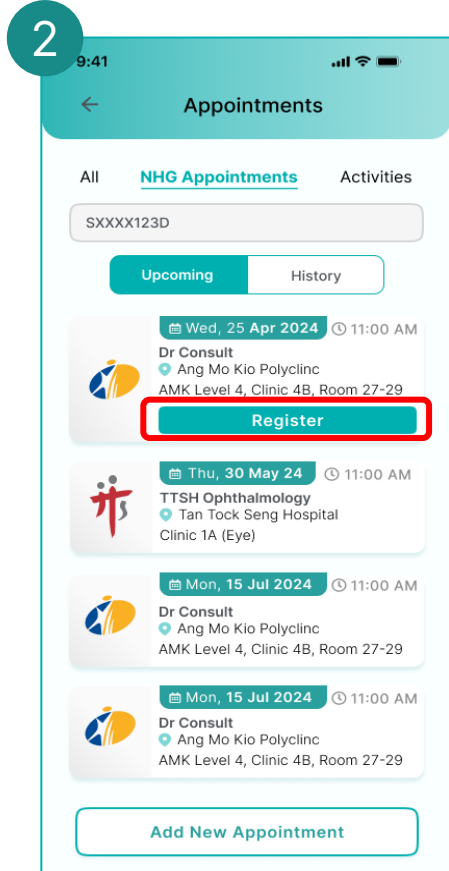 2
9:41
Appointments
All NHG Appointments Activities
SXXXX123D
Upcoming History
Wed, 25 Apr 2024 11:00 AM
Dr Consult
Ang Mo Kio Polyclinc
AMK Level 4, Clinic 4B, Room 27-29
Register
Thu, 30 May 24 11:00 AM
TTSH Ophthalmology
Tan Tock Seng Hospital
Clinic 1A (Eye)
Mon, 15 Jul 2024 11:00 AM
Dr Consult
Ang Mo Kio Polyclinc
AMK Level 4, Clinic 4B, Room 27-29
Mon, 15 Jul 2024 11:00 AM
Dr Consult
Ang Mo Kio Polyclinc
AMK Level 4, Clinic 4B, Room 27-29
Add New Appointment